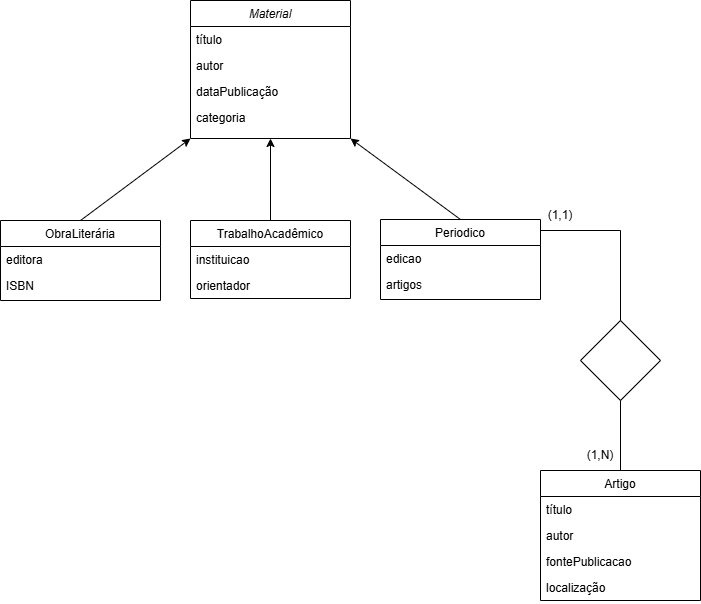 Material
título
autor
dataPublicação
categoria
ObraLiterária
editora
ISBN
TrabalhoAcadêmico
instituicao
orientador
Periodico
edicao
artigos
(1,1)
(1,N)
Artigo
título
autor
fontePublicacao
localização